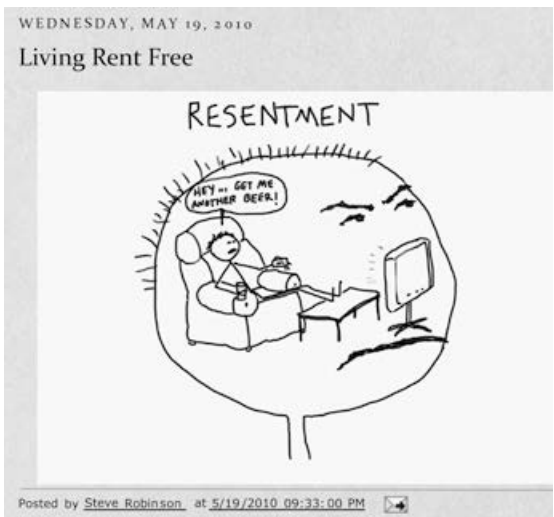 WEDNESDAY, MAY 19, 2010
Living Rent Free
RESENTMENT
HEY... GET ME
ANOTHER BEER!
Posted by Steve Robinson at 5/19/2010 09:33:00 PM